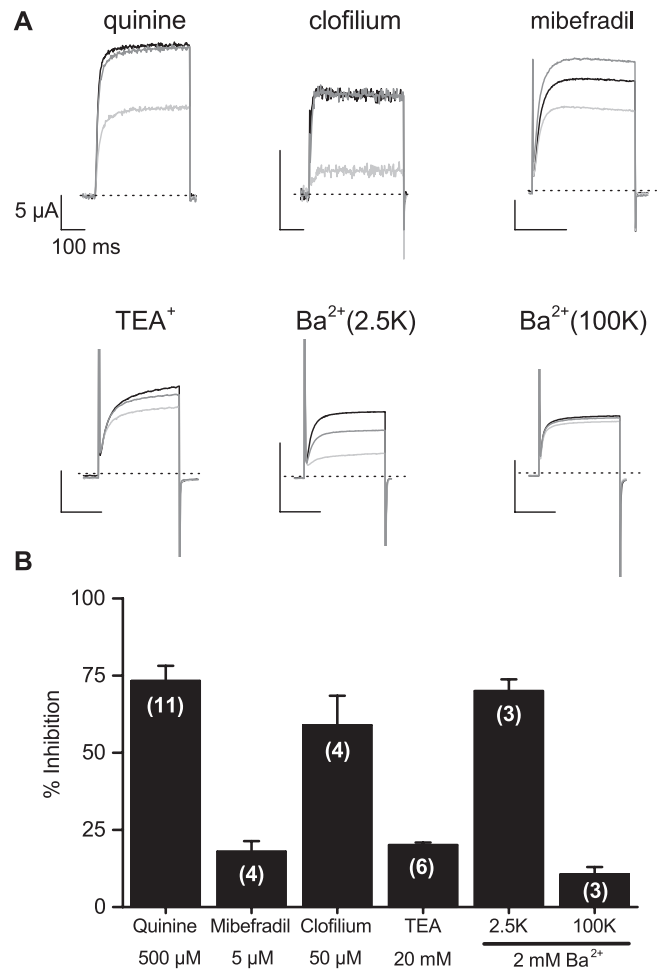 A
quinine
clofilium
mibefradil
5 µA
100 ms
TEA⁺
Ba²⁺(2.5K)
Ba²⁺(100K)
B
% Inhibition
100
75
50
25
0
(11)
(4)
(4)
(6)
(3)
(3)
Quinine Mibefradil Clofilium TEA 2.5K 100K
500 µM 5 µM 50 µM 20 mM 2 mM Ba²⁺